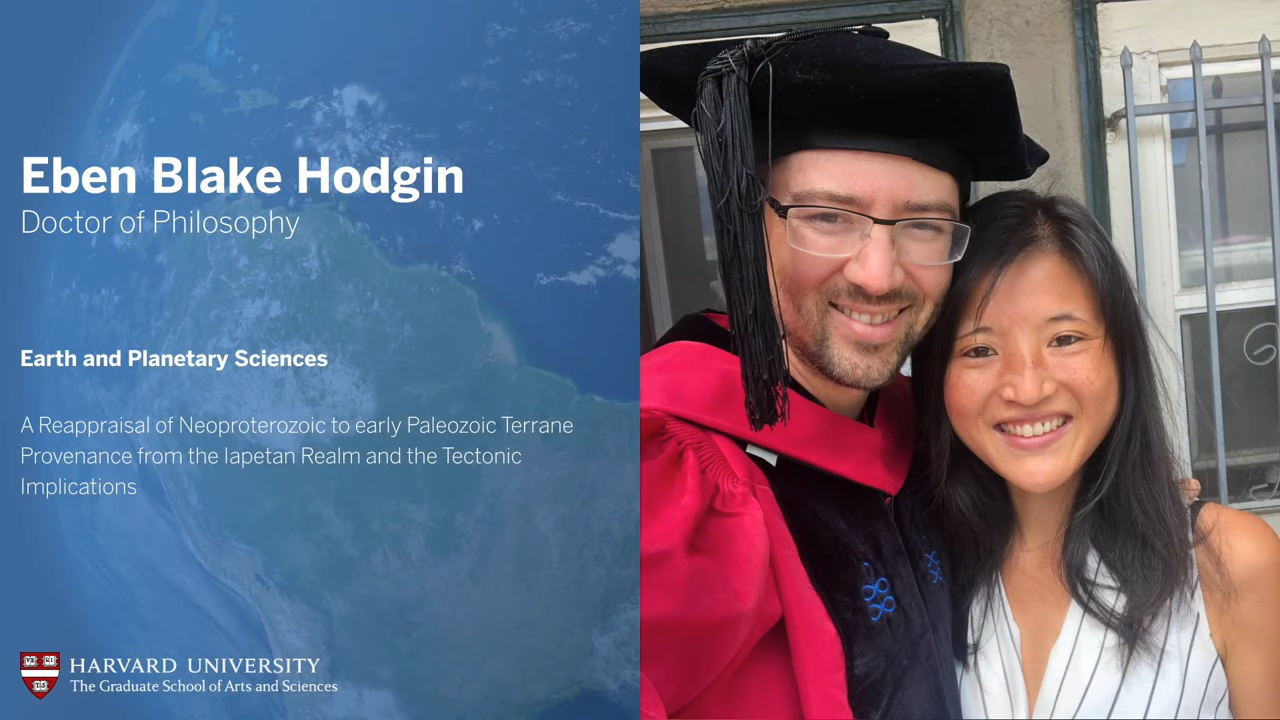 Eben Blake Hodgin
Doctor of Philosophy
Earth and Planetary Sciences
A Reappraisal of Neoproterozoic to early Paleozoic Terrane
Provenance from the Iapetan Realm and the Tectonic
Implications
HARVARD UNIVERSITY
The Graduate School of Arts and Sciences